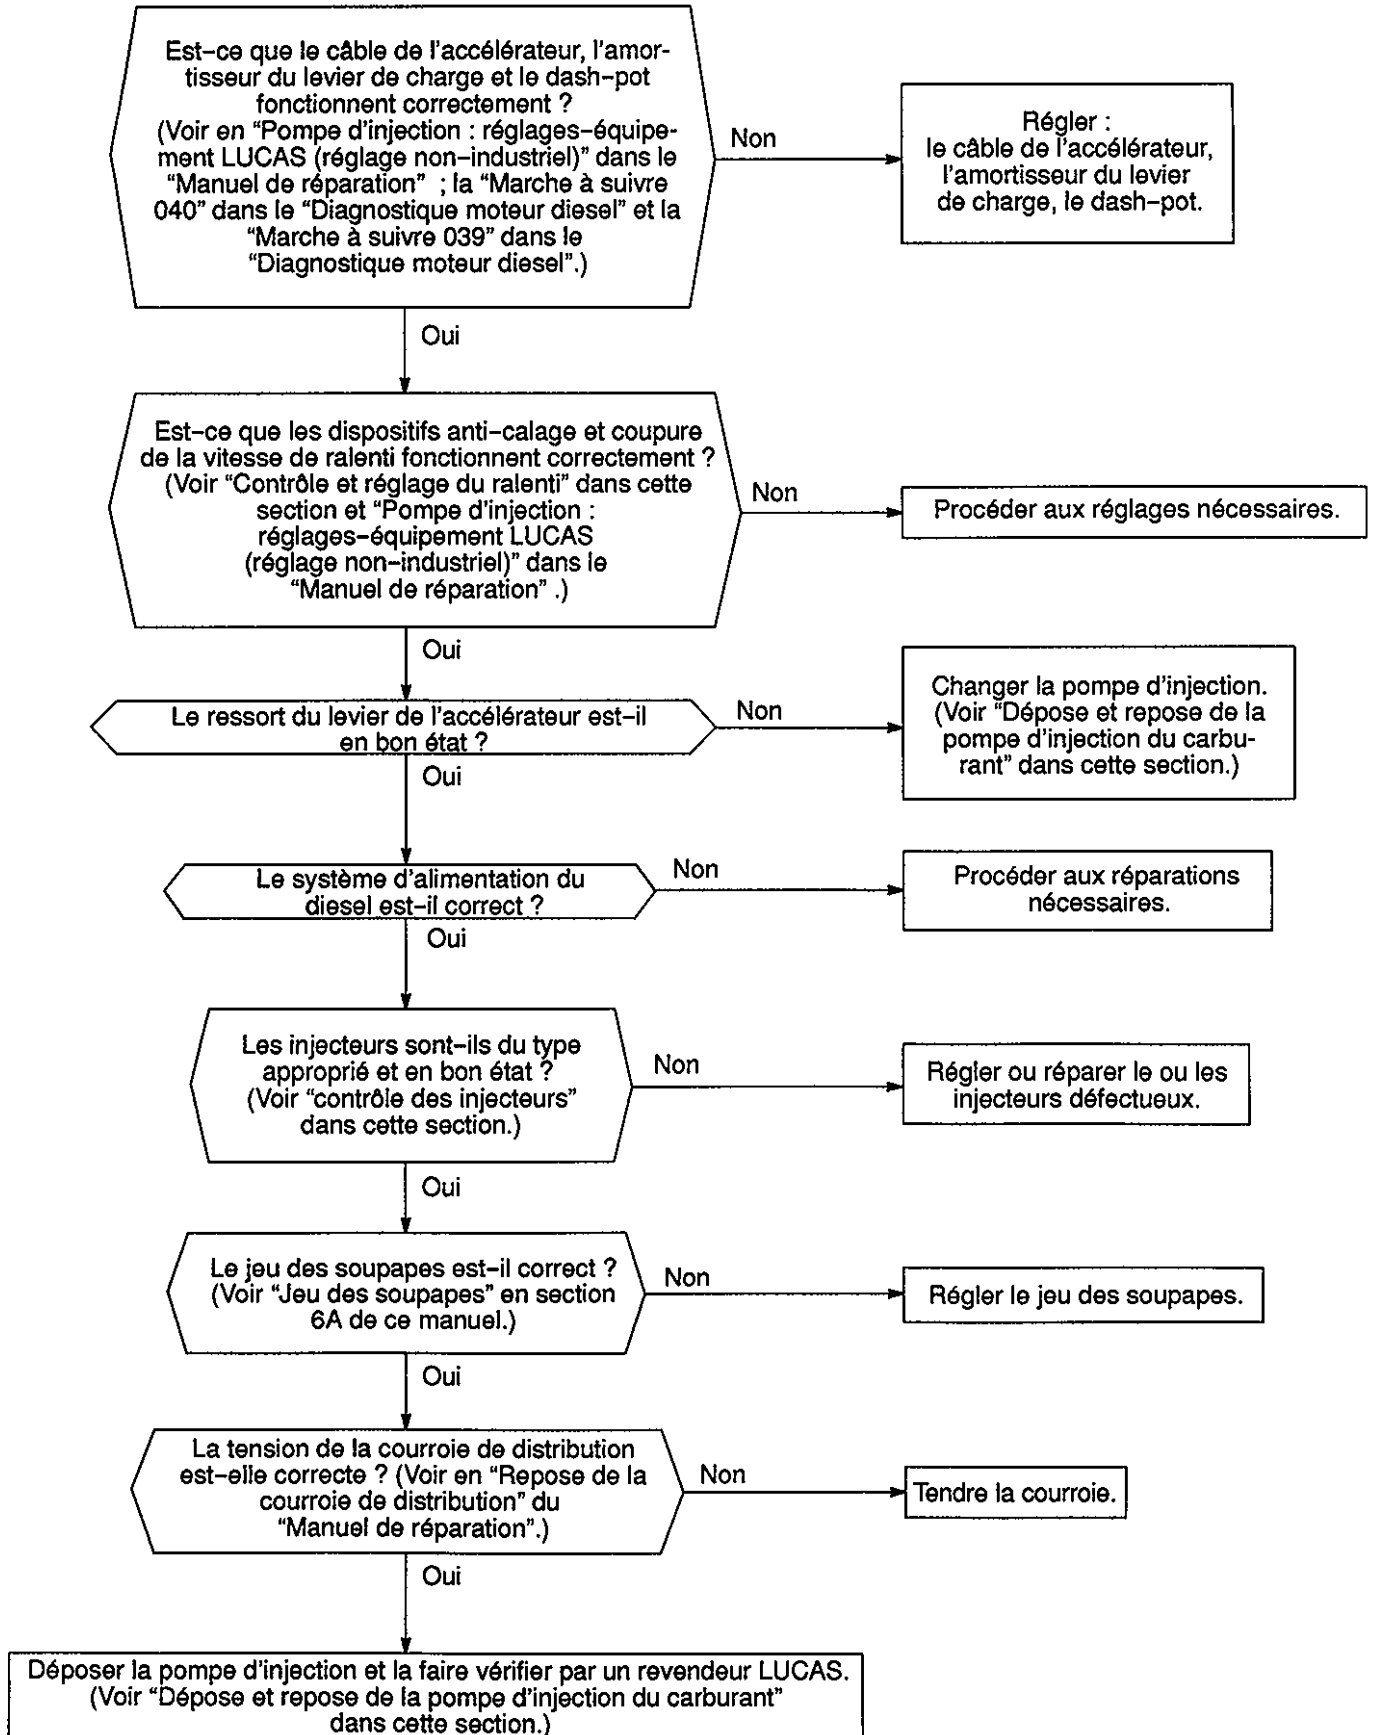 Est-ce que le câble de l'accélérateur, l'amor-
tisseur du levier de charge et le dash-pot
fonctionnent correctement ?
(Voir en “Pompe d'injection : réglages-équipe-
ment LUCAS (réglage non-industriel)” dans le
“Manuel de réparation” ; la “Marche à suivre
040” dans le “Diagnostique moteur diesel” et la
“Marche à suivre 039” dans le
“Diagnostique moteur diesel”.)
Non
Régler :
le câble de l'accélérateur,
l'amortisseur du levier
de charge, le dash-pot.
Oui
Est-ce que les dispositifs anti-calage et coupure
de la vitesse de ralenti fonctionnent correctement ?
(Voir “Contrôle et réglage du ralenti” dans cette
section et “Pompe d'injection :
réglages-équipement LUCAS
(réglage non-industriel)” dans le
“Manuel de réparation” .)
Non
Procéder aux réglages nécessaires.
Oui
Le ressort du levier de l'accélérateur est-il
en bon état ?
Non
Changer la pompe d'injection.
(Voir “Dépose et repose de la
pompe d'injection du carbu-
rant” dans cette section.)
Oui
Le système d'alimentation du
diesel est-il correct ?
Non
Procéder aux réparations
nécessaires.
Oui
Les injecteurs sont-ils du type
approprié et en bon état ?
(Voir “contrôle des injecteurs”
dans cette section.)
Non
Régler ou réparer le ou les
injecteurs défectueux.
Oui
Le jeu des soupapes est-il correct ?
(Voir “Jeu des soupapes” en section
6A de ce manuel.)
Non
Régler le jeu des soupapes.
Oui
La tension de la courroie de distribution
est-elle correcte ? (Voir en “Repose de la
courroie de distribution” du
“Manuel de réparation”.)
Non
Tendre la courroie.
Oui
Déposer la pompe d'injection et la faire vérifier par un revendeur LUCAS.
(Voir “Dépose et repose de la pompe d'injection du carburant”
dans cette section.)